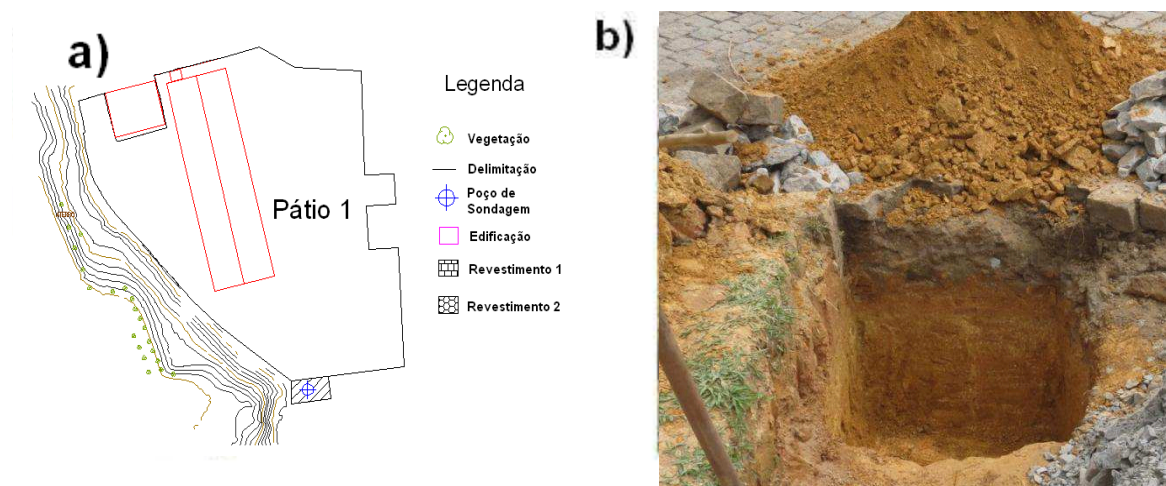 a)
b)
Legenda
Vegetação
Delimitação
Poço de
Sondagem
Pátio 1
Edificação
Revestimento 1
Revestimento 2